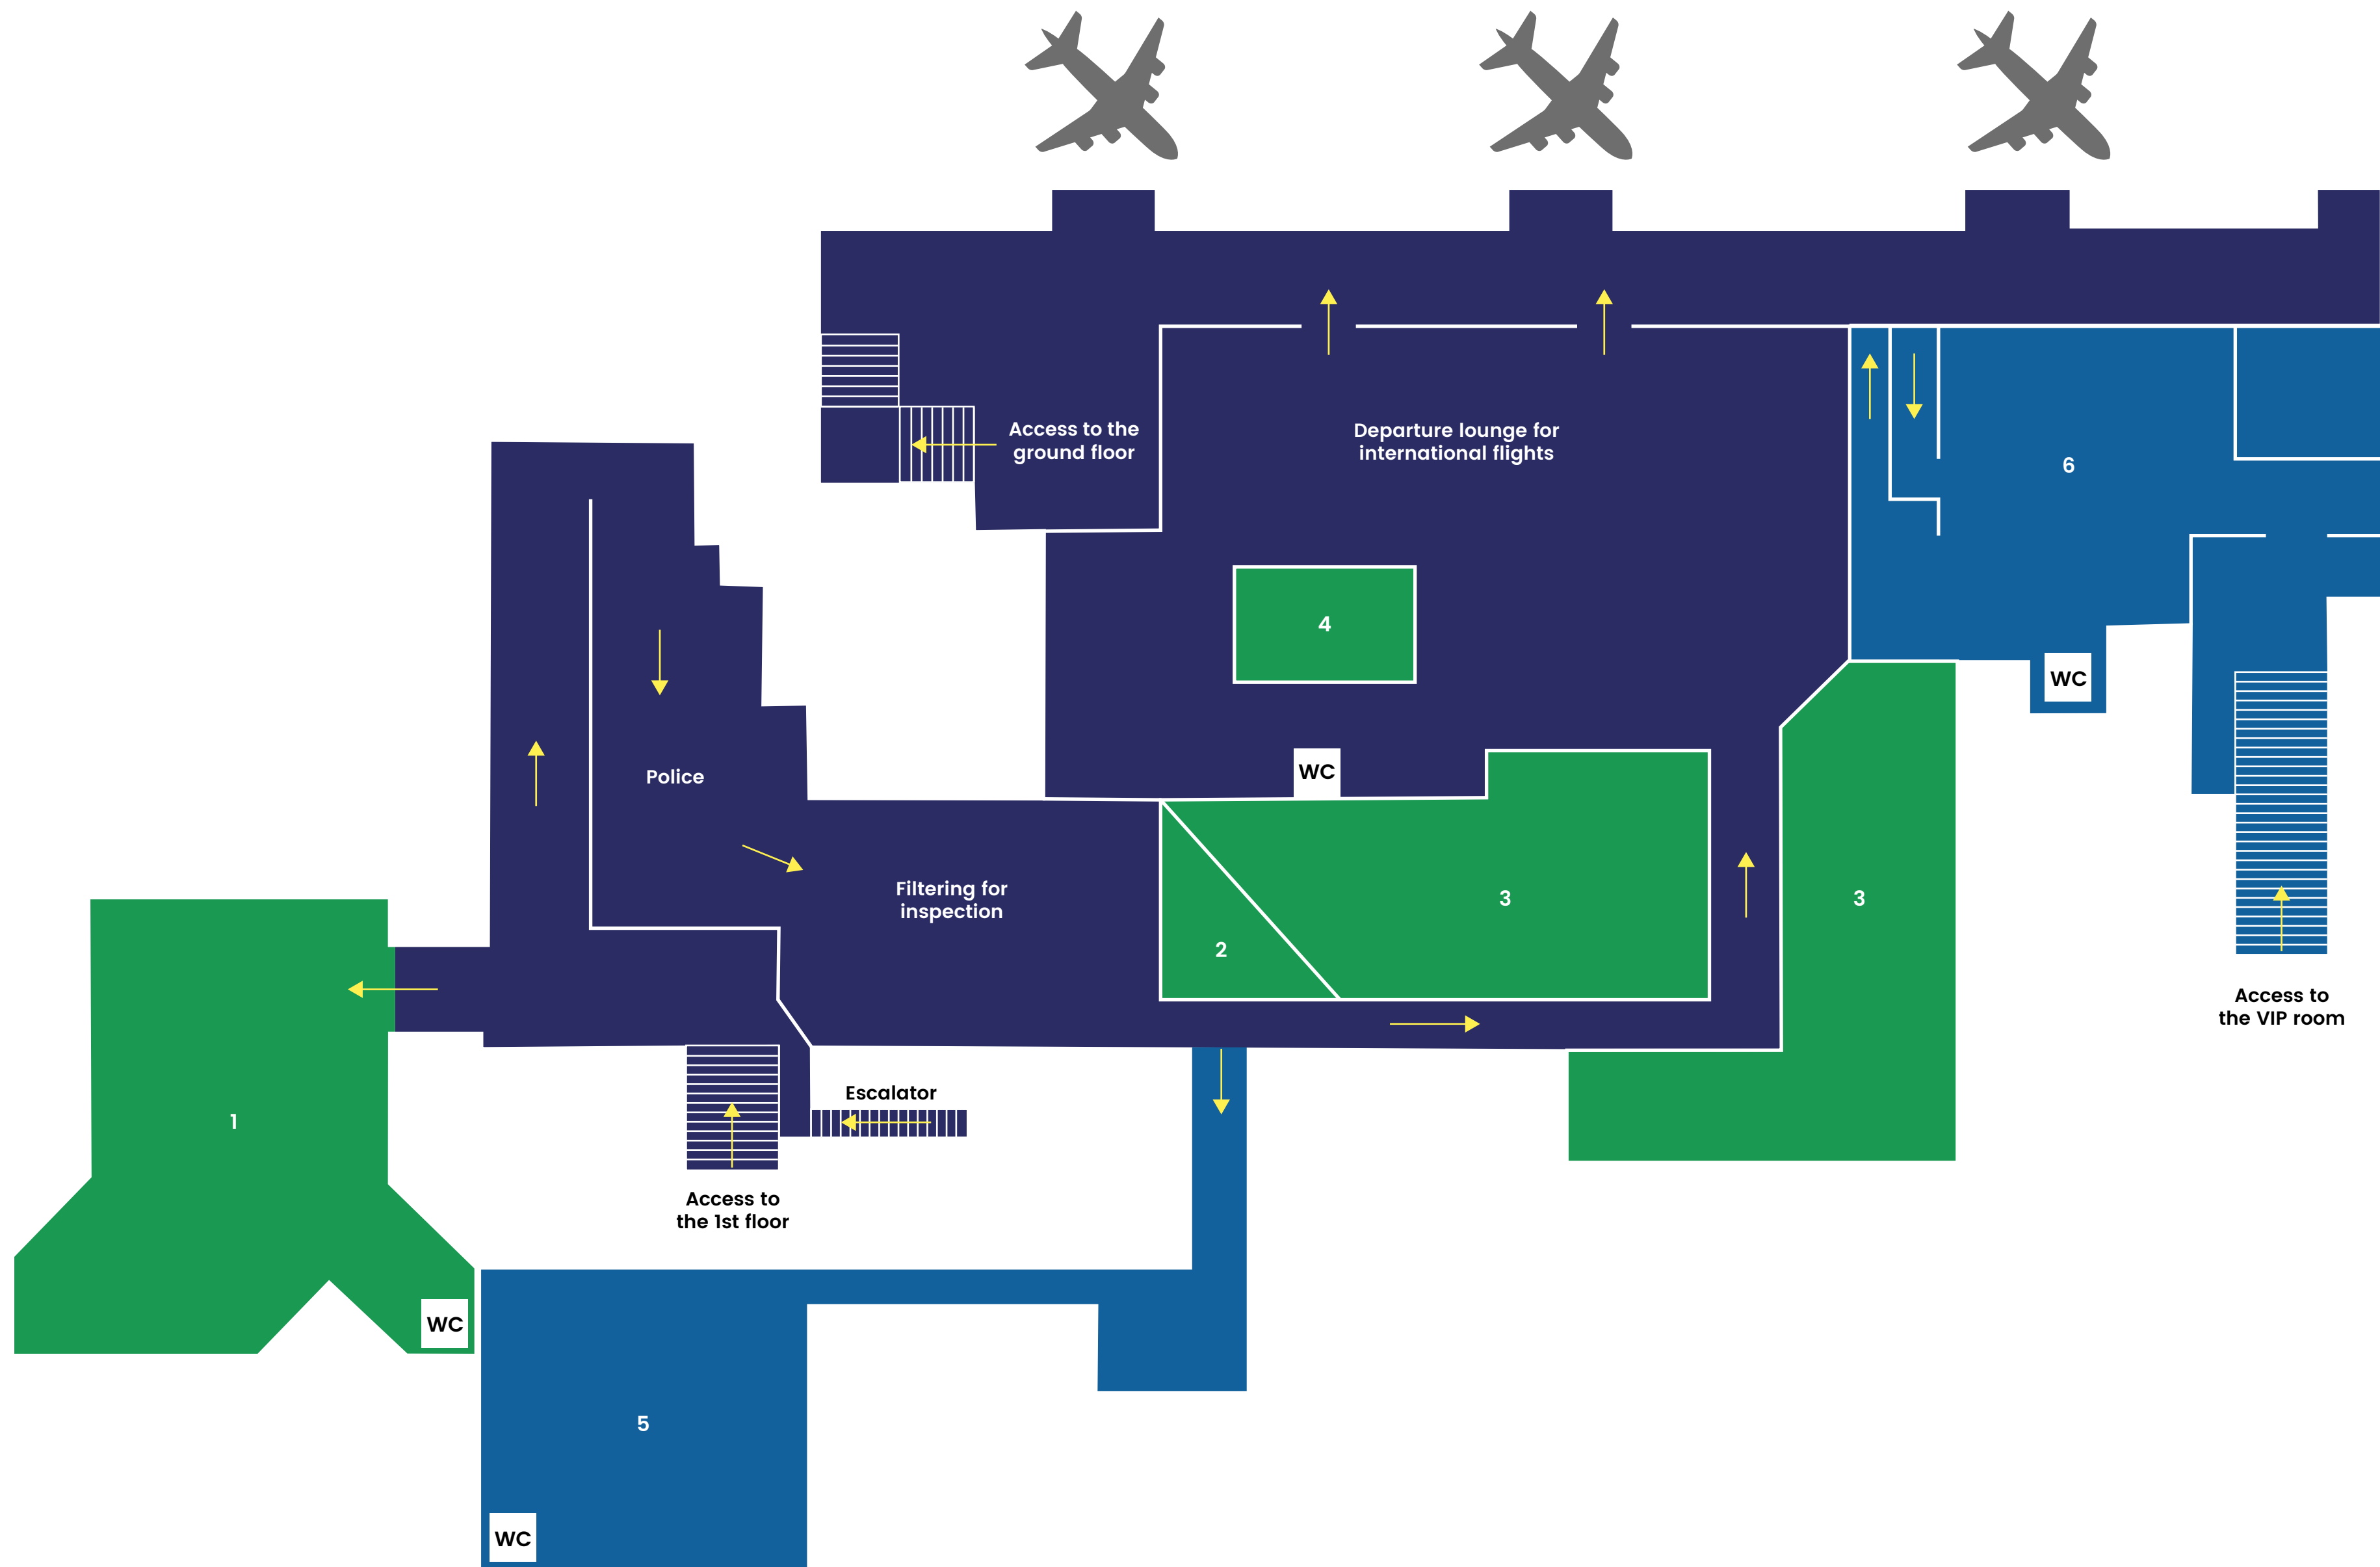 Access to the
ground floor
Departure lounge for
international flights
6
4
WC
WC
Police
Filtering for
inspection
3
3
2
Access to
the VIP room
Escalator
1
Access to
the 1st floor
WC
5
WC